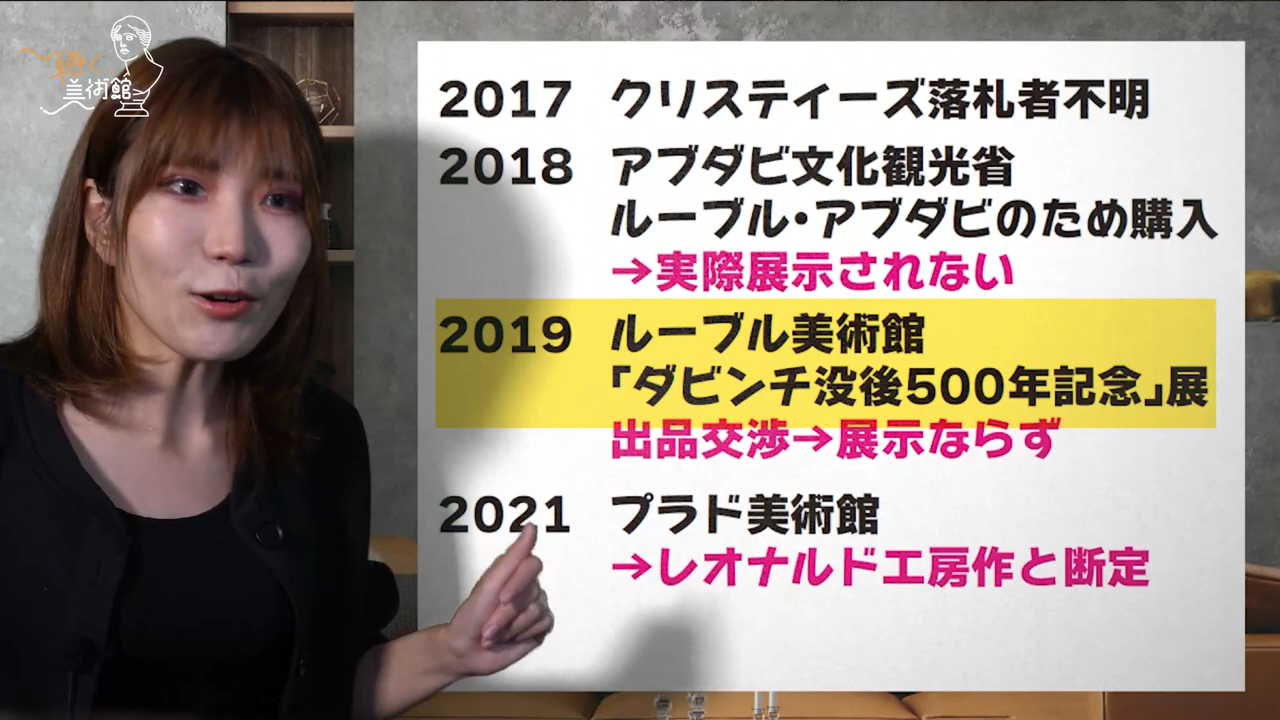 聴く
美術館
2017 クリスティーズ落札者不明
2018 アブダビ文化観光省
ルーブル・アブダビのため購入
→実際展示されない
2019 ルーブル美術館
「ダビンチ没後500年記念」展
出品交渉→展示ならず
2021 プラド美術館
→レオナルド工房作と断定